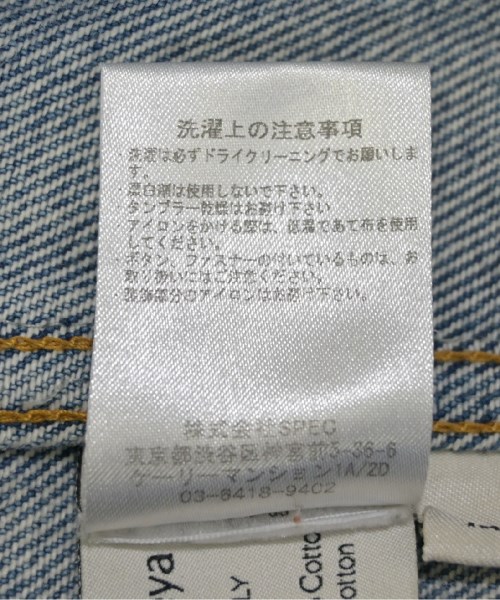 洗濯上の注意事項
・洗濯は必ずドライクリーニングでお願いしま
す。
・漂白剤は使用しないで下さい。
・タンブラー乾燥はお避け下さい
・アイロンをかける際は、低温であて布を使用
してください。
・ボタン、ファスナーの付いているものは、お
取り扱いにはご注意ください。
・装飾部分のアイロンはお避け下さい。
株式会社SPEC
東京都渋谷区神宮前5-36-6
ケーリーマンション1A/2D
03-6418-9402
ya
LY
Cotto
otton